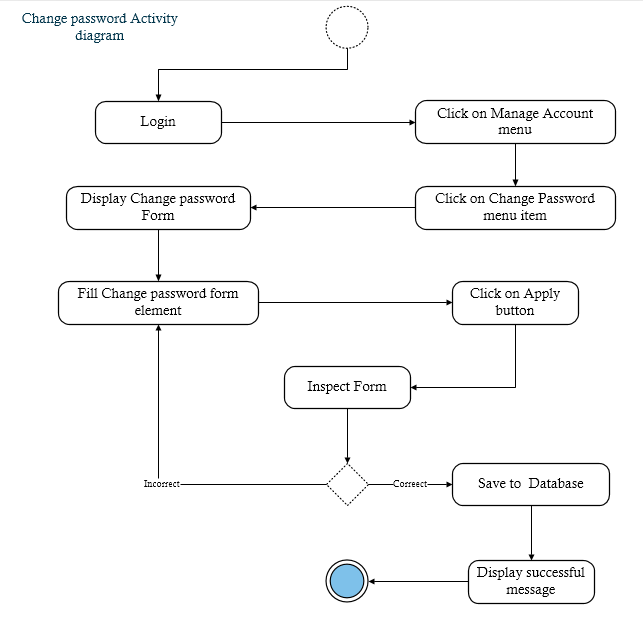 Change password Activity
diagram
Login
Click on Manage Account
menu
Display Change password
Form
Click on Change Password
menu item
Fill Change password form
element
Click on Apply
button
Inspect Form
Incorrect
Correect
Save to  Database
Display successful
message